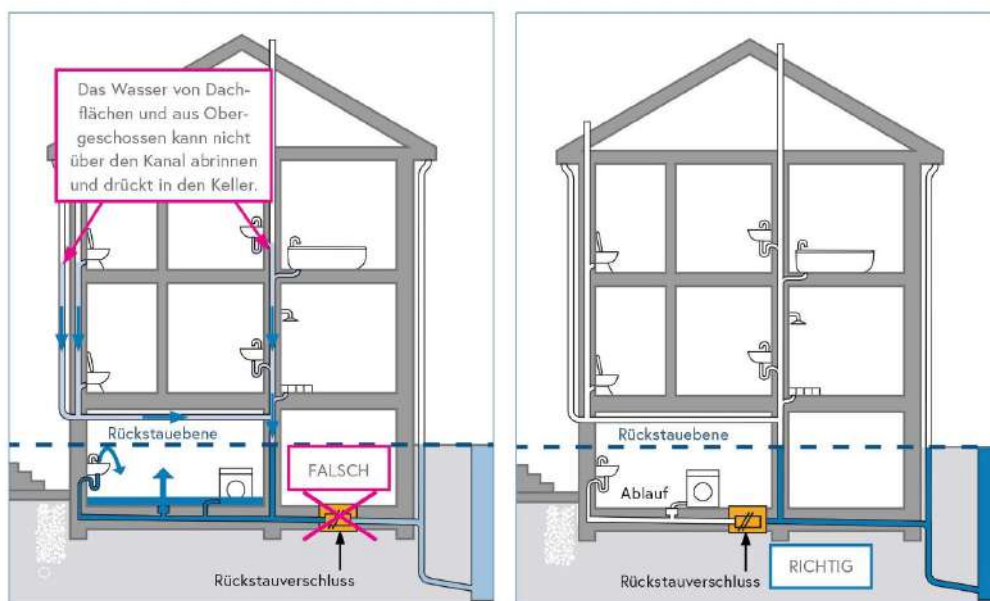 Das Wasser von Dach-
flächen und aus Ober-
geschossen kann nicht
über den Kanal abrinnen
und drückt in den Keller.
Rückstauebene
FALSCH
Rückstauverschluss
Rückstauebene
Ablauf
Rückstauverschluss
RICHTIG